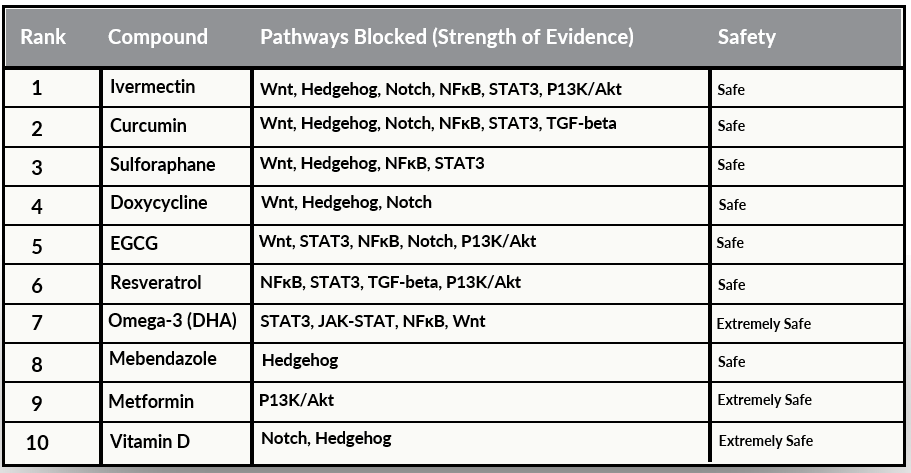 Rank Compound Pathways Blocked (Strength of Evidence) Safety
1 Ivermectin Wnt, Hedgehog, Notch, NFκB, STAT3, P13K/Akt Safe
2 Curcumin Wnt, Hedgehog, Notch, NFκB, STAT3, TGF-beta Safe
3 Sulforaphane Wnt, Hedgehog, NFκB, STAT3 Safe
4 Doxycycline Wnt, Hedgehog, Notch Safe
5 EGCG Wnt, STAT3, NFκB, Notch, P13K/Akt Safe
6 Resveratrol NFκB, STAT3, TGF-beta, P13K/Akt Safe
7 Omega-3 (DHA) STAT3, JAK-STAT, NFκB, Wnt Extremely Safe
8 Mebendazole Hedgehog Safe
9 Metformin P13K/Akt Extremely Safe
10 Vitamin D Notch, Hedgehog Extremely Safe